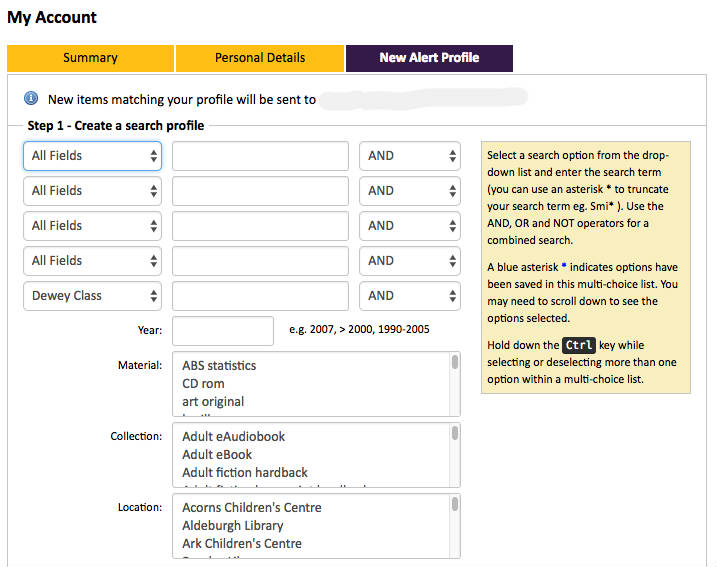 My Account
Summary
Personal Details
New Alert Profile
New items matching your profile will be sent to
Step 1 - Create a search profile
All Fields
AND
All Fields
AND
All Fields
AND
All Fields
AND
Dewey Class
AND
Year:
e.g. 2007, > 2000, 1990-2005
Material:
ABS statistics
CD rom
art original
Collection:
Adult eAudiobook
Adult eBook
Adult fiction hardback
Location:
Acorns Children's Centre
Aldeburgh Library
Ark Children's Centre
Select a search option from the drop-
down list and enter the search term
(you can use an asterisk * to truncate
your search term eg. Smi* ). Use the
AND, OR and NOT operators for a
combined search.
A blue asterisk * indicates options have
been saved in this multi-choice list. You
may need to scroll down to see the
options selected.
Hold down the Ctrl key while
selecting or deselecting more than one
option within a multi-choice list.